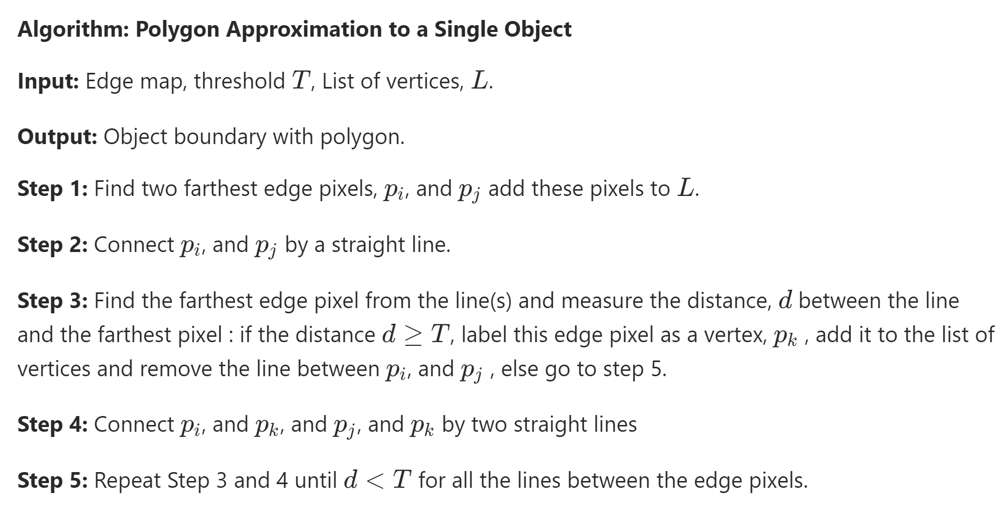 Algorithm: Polygon Approximation to a Single Object
Input: Edge map, threshold T, List of vertices, L.
Output: Object boundary with polygon.
Step 1: Find two farthest edge pixels, p_i, and p_j add these pixels to L.
Step 2: Connect p_i, and p_j by a straight line.
Step 3: Find the farthest edge pixel from the line(s) and measure the distance, d between the line
and the farthest pixel : if the distance d ≥ T, label this edge pixel as a vertex, p_k , add it to the list of
vertices and remove the line between p_i, and p_j , else go to step 5.
Step 4: Connect p_i, and p_k, and p_j, and p_k by two straight lines
Step 5: Repeat Step 3 and 4 until d < T for all the lines between the edge pixels.